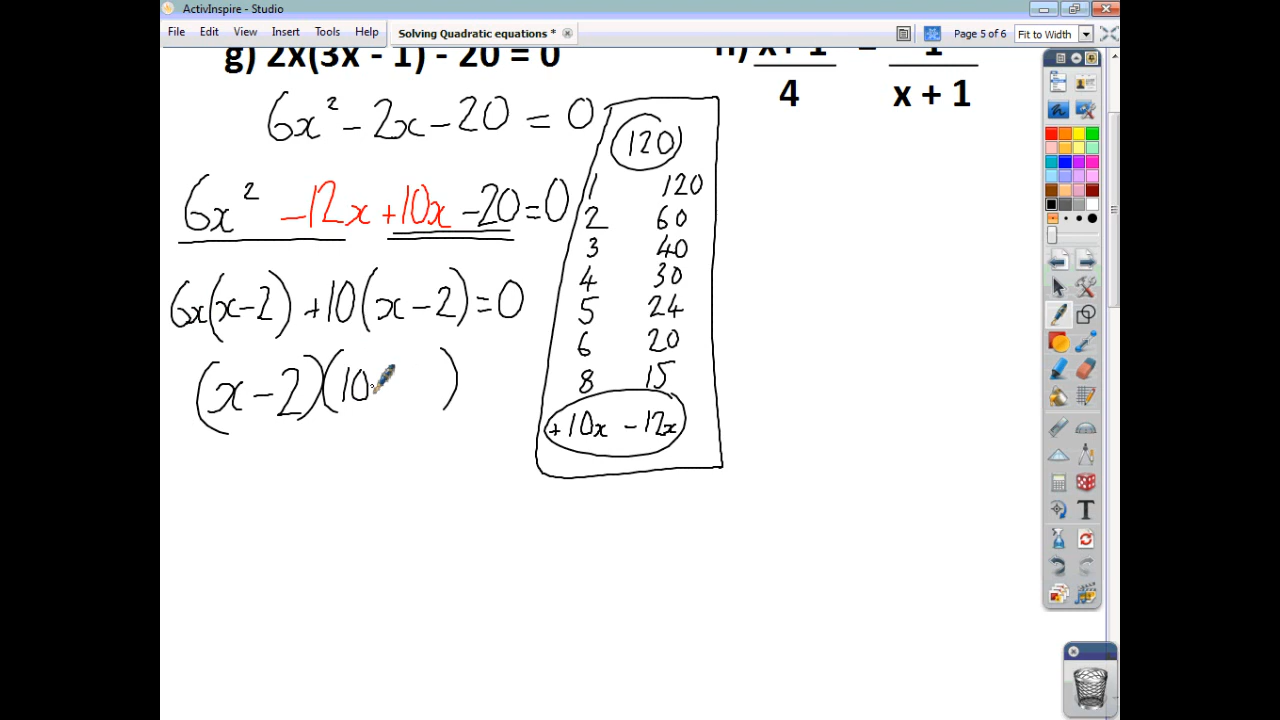 ActivInspire - Studio
File Edit View Insert Tools Help Solving Quadratic equations * Page 5 of 6 Fit to Width
g) 2x(3x - 1) - 20 = 0
h) x + 1 = 1
4 x + 1
6x² - 2x - 20 = 0
6x² - 12x + 10x - 20 = 0
6x(x - 2) + 10(x - 2) = 0
(x - 2)(10 )
120
1 120
2 60
3 40
4 30
5 24
6 20
8 15
+10x -12x